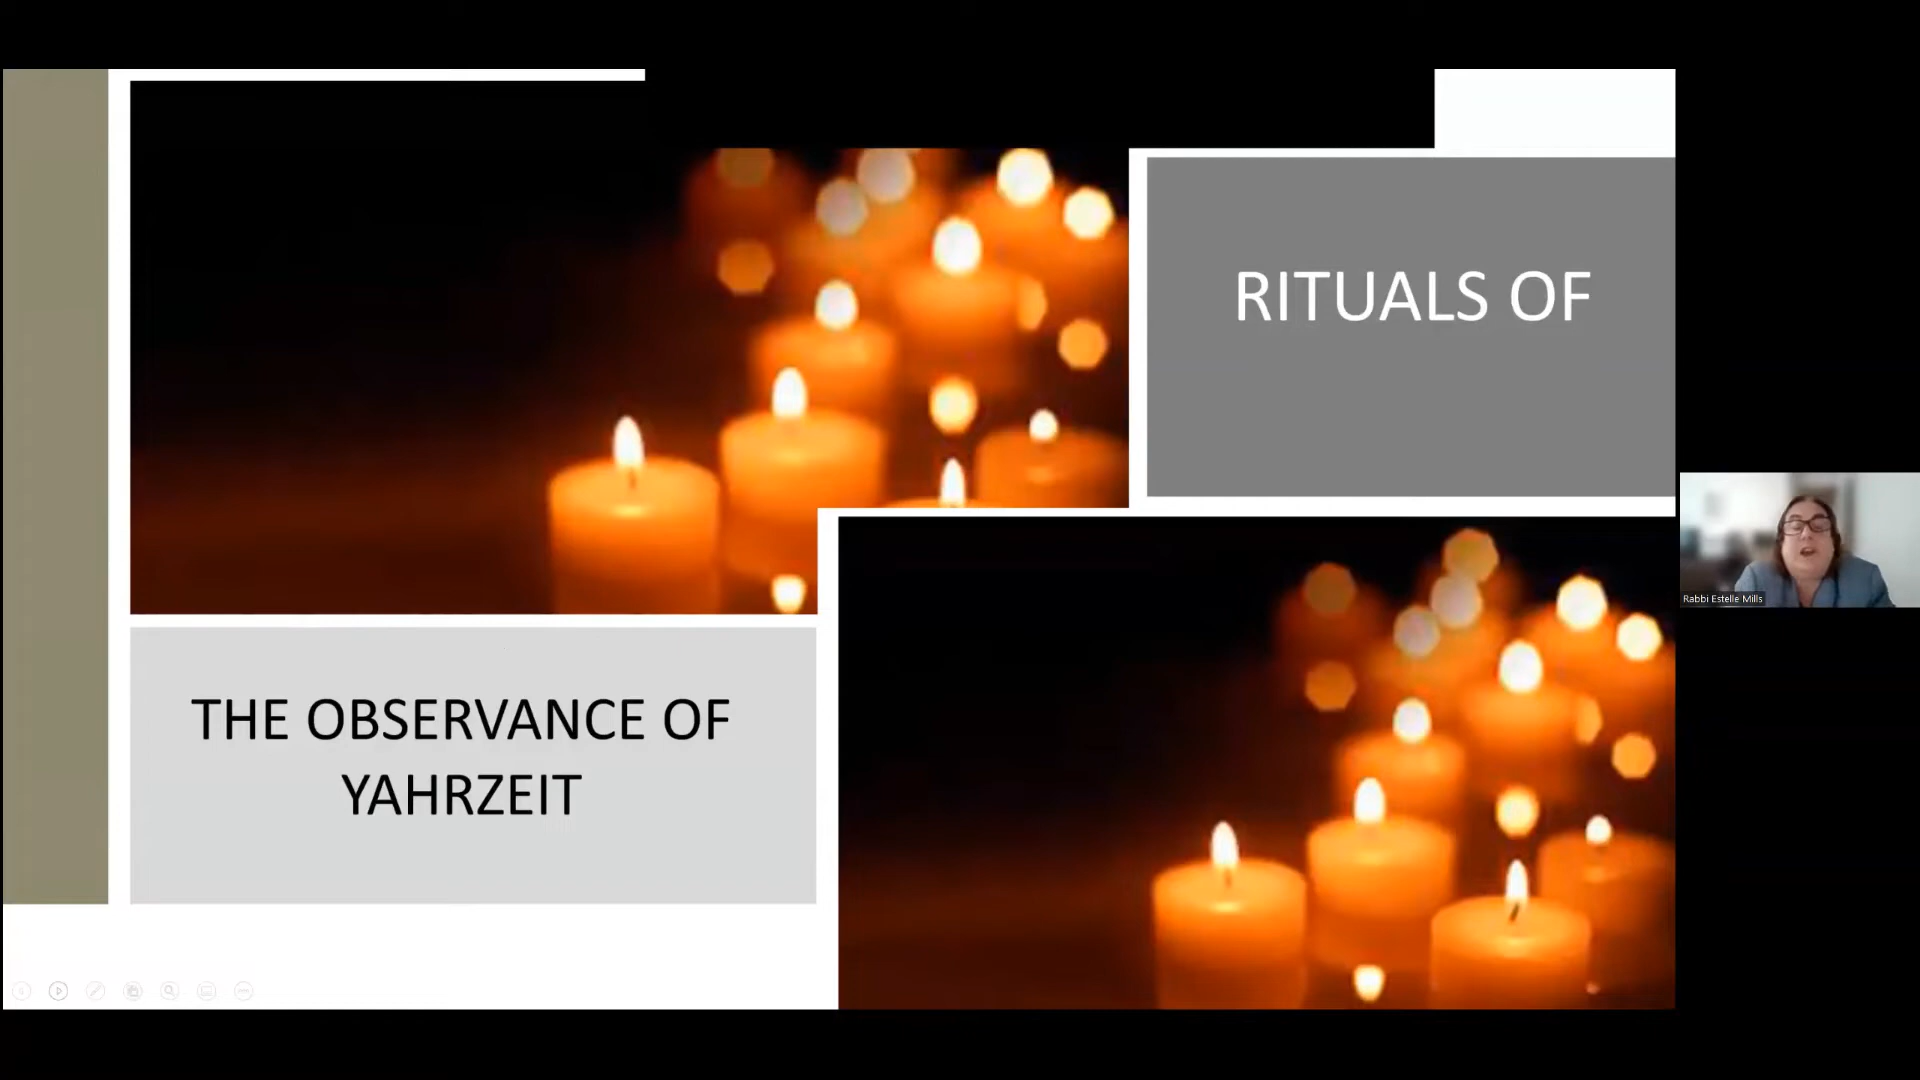 RITUALS OF
THE OBSERVANCE OF
YAHRZEIT
Rabbi Estelle Mills